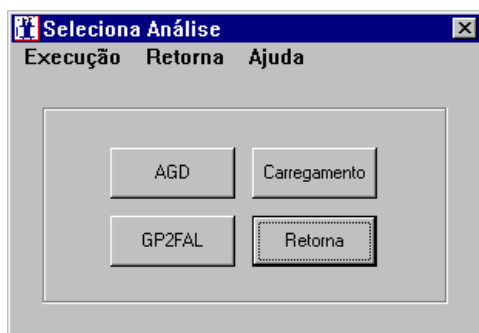 Seleciona Análise
Execução Retorna Ajuda
AGD Carregamento
GP2FAL Retorna